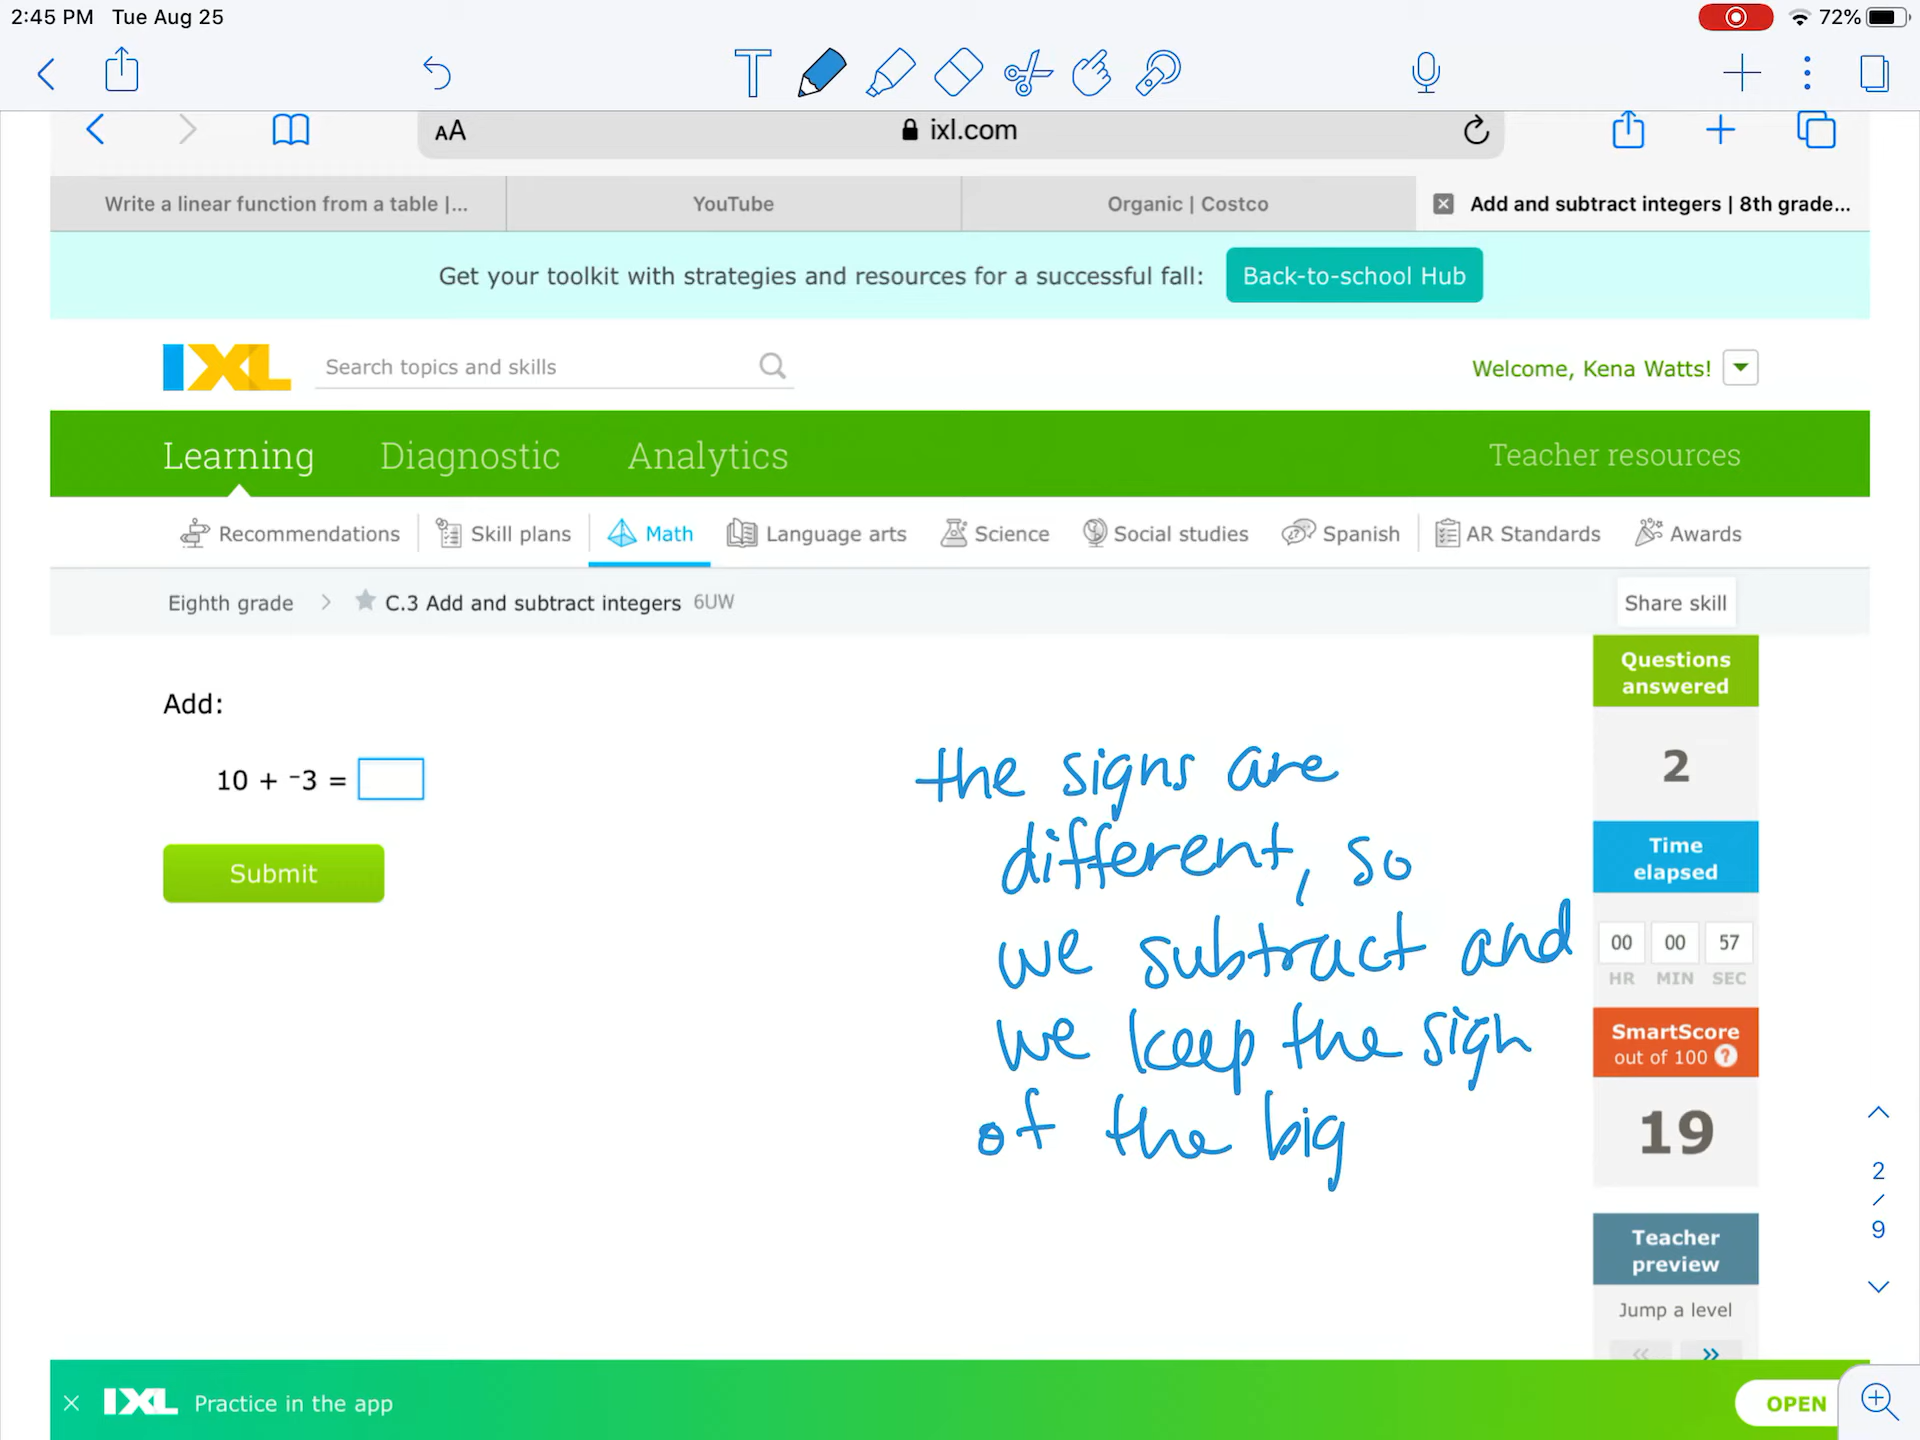 2:45 PM Tue Aug 25
72%
T
AA ixl.com
Write a linear function from a table |... YouTube Organic | Costco Add and subtract integers | 8th grade...
Get your toolkit with strategies and resources for a successful fall: Back-to-school Hub
IXL Search topics and skills Welcome, Kena Watts!
Learning Diagnostic Analytics Teacher resources
Recommendations Skill plans Math Language arts Science Social studies Spanish AR Standards Awards
Eighth grade > C.3 Add and subtract integers 6UW Share skill
Add:
10 + -3 =
Submit
the signs are
different, so
we subtract and
we keep the sign
of the big
Questions
answered
2
Time
elapsed
00 00 57
HR MIN SEC
SmartScore
out of 100 ?
19
Teacher
preview
Jump a level
« »
2
/
9
× IXL Practice in the app OPEN